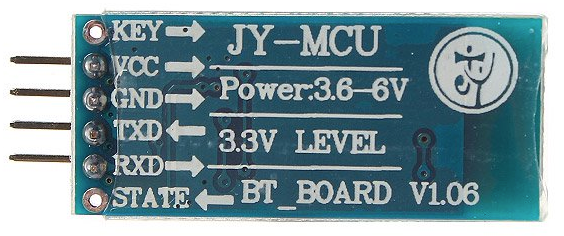 KEY
VCC
GND
TXD
RXD
STATE
JY-MCU
Power:3.6-6V
3.3V LEVEL
BT_BOARD V1.06